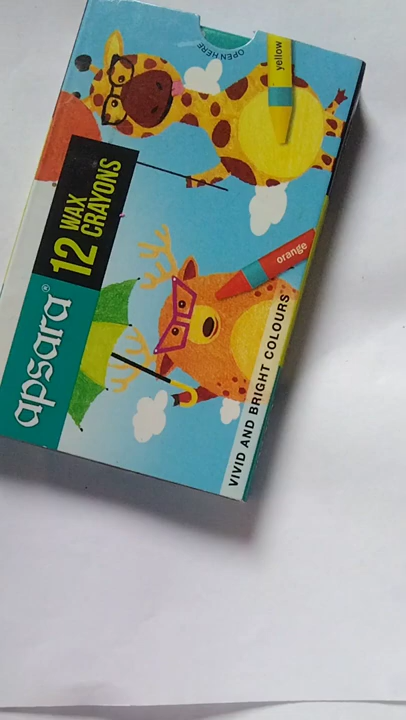 OPEN HERE
yellow
12 WAX
CRAYONS
orange
apsara®
VIVID AND BRIGHT COLOURS